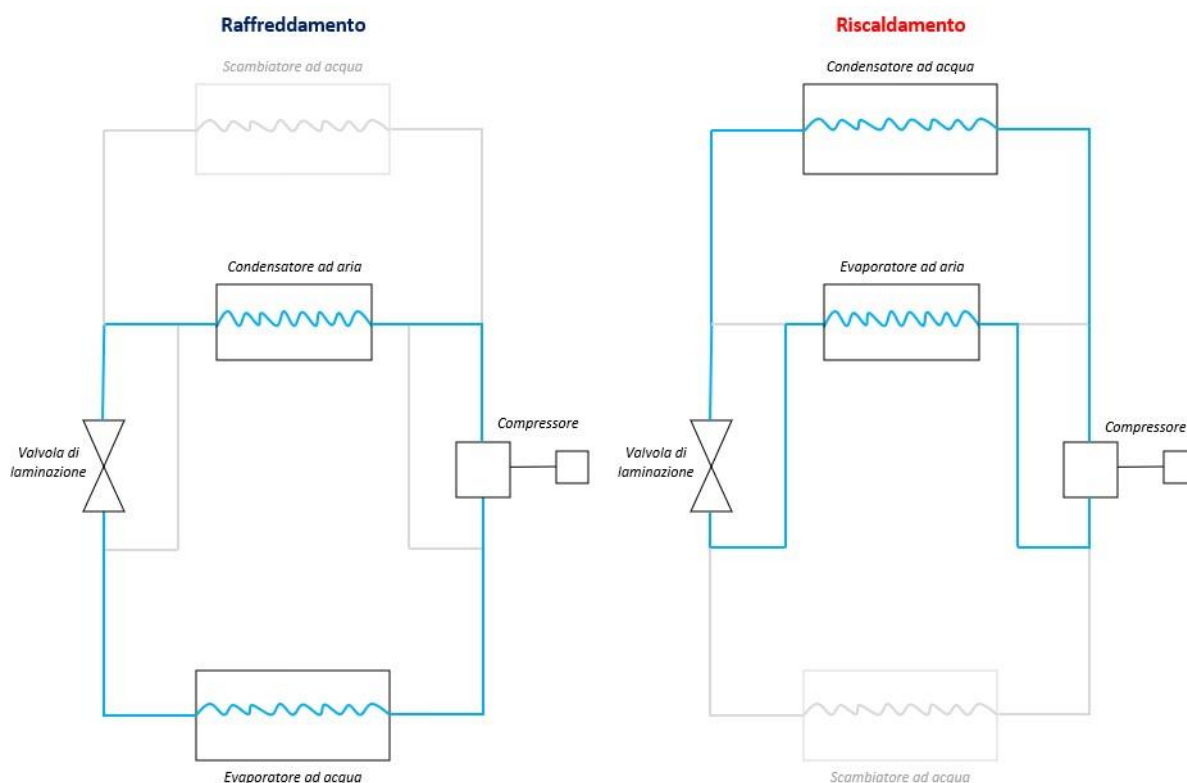 Raffreddamento
Scambiatore ad acqua
Condensatore ad aria
Compressore
Valvola di
laminazione
Evaporatore ad acqua
Riscaldamento
Condensatore ad acqua
Evaporatore ad aria
Compressore
Valvola di
laminazione
Scambiatore ad acqua